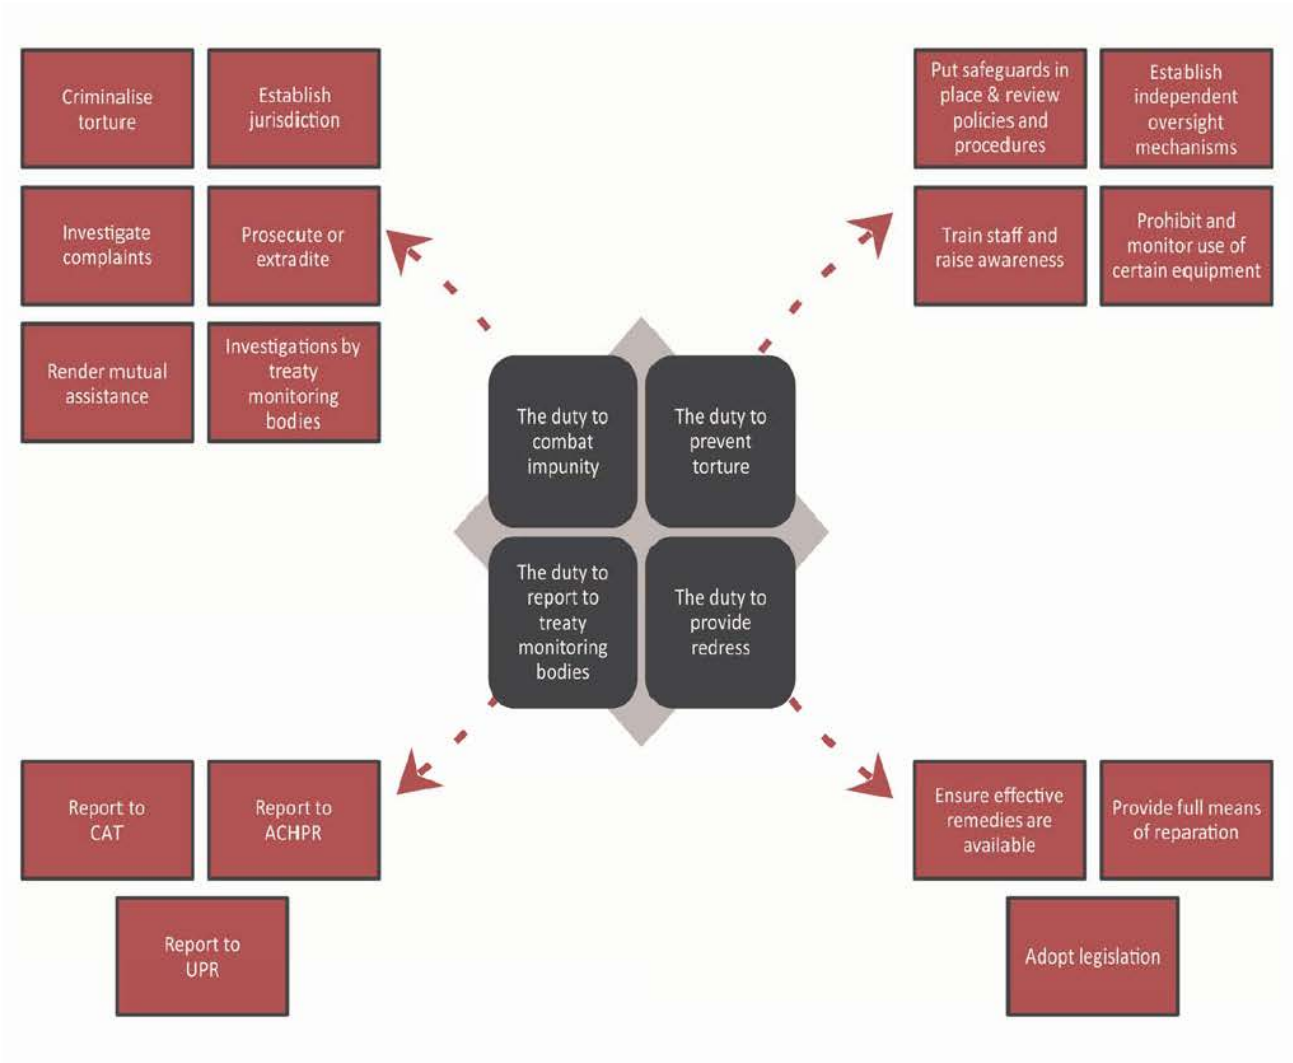 Criminalise
torture
Establish
jurisdiction
Investigate
complaints
Prosecute or
extradite
Render mutual
assistance
Investigations by
treaty
monitoring
bodies
Put safeguards in
place & review
policies and
procedures
Establish
independent
oversight
mechanisms
Train staff and
raise awareness
Prohibit and
monitor use of
certain equipment
The duty to
combat
impunity
The duty to
prevent
torture
The duty to
report to
treaty
monitoring
bodies
The duty to
provide
redress
Report to
CAT
Report to
ACHPR
Report to
UPR
Ensure effective
remedies are
available
Provide full means
of reparation
Adopt legislation